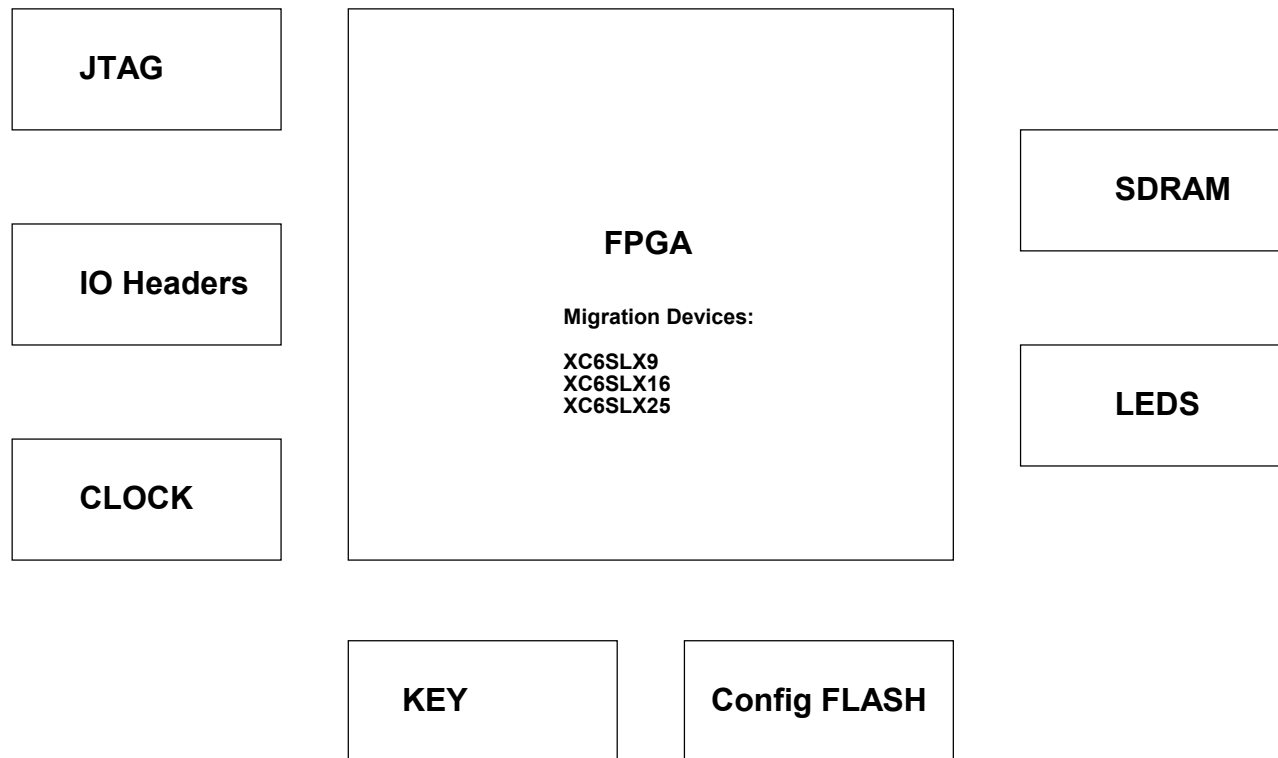 JTAG
SDRAM
FPGA
IO Headers
Migration Devices:
XC6SLX9
XC6SLX16
XC6SLX25
LEDS
CLOCK
KEY
Config FLASH